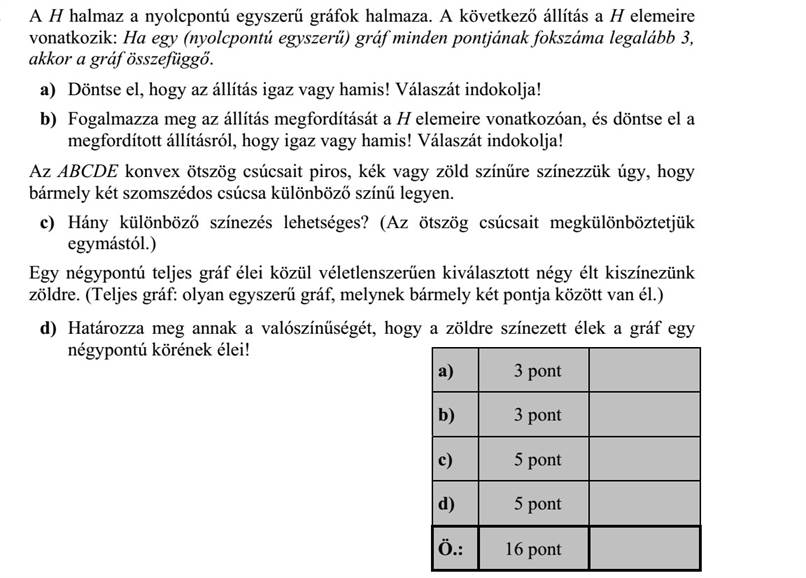 A H halmaz a nyolcpontú egyszerű gráfok halmaza. A következő állítás a H elemeire
vonatkozik: Ha egy (nyolcpontú egyszerű) gráf minden pontjának fokszáma legalább 3,
akkor a gráf összefüggő.
a) Döntse el, hogy az állítás igaz vagy hamis! Válaszát indokolja!
b) Fogalmazza meg az állítás megfordítását a H elemeire vonatkozóan, és döntse el a
megfordított állításról, hogy igaz vagy hamis! Válaszát indokolja!
Az ABCDE konvex ötszög csúcsait piros, kék vagy zöld színűre színezzük úgy, hogy
bármely két szomszédos csúcsa különböző színű legyen.
c) Hány különböző színezés lehetséges? (Az ötszög csúcsait megkülönböztetjük
egymástól.)
Egy négypontú teljes gráf élei közül véletlenszerűen kiválasztott négy élt kiszínezünk
zöldre. (Teljes gráf: olyan egyszerű gráf, melynek bármely két pontja között van él.)
d) Határozza meg annak a valószínűségét, hogy a zöldre színezett élek a gráf egy
négypontú körének élei!
a) 3 pont
b) 3 pont
c) 5 pont
d) 5 pont
Ö.: 16 pont